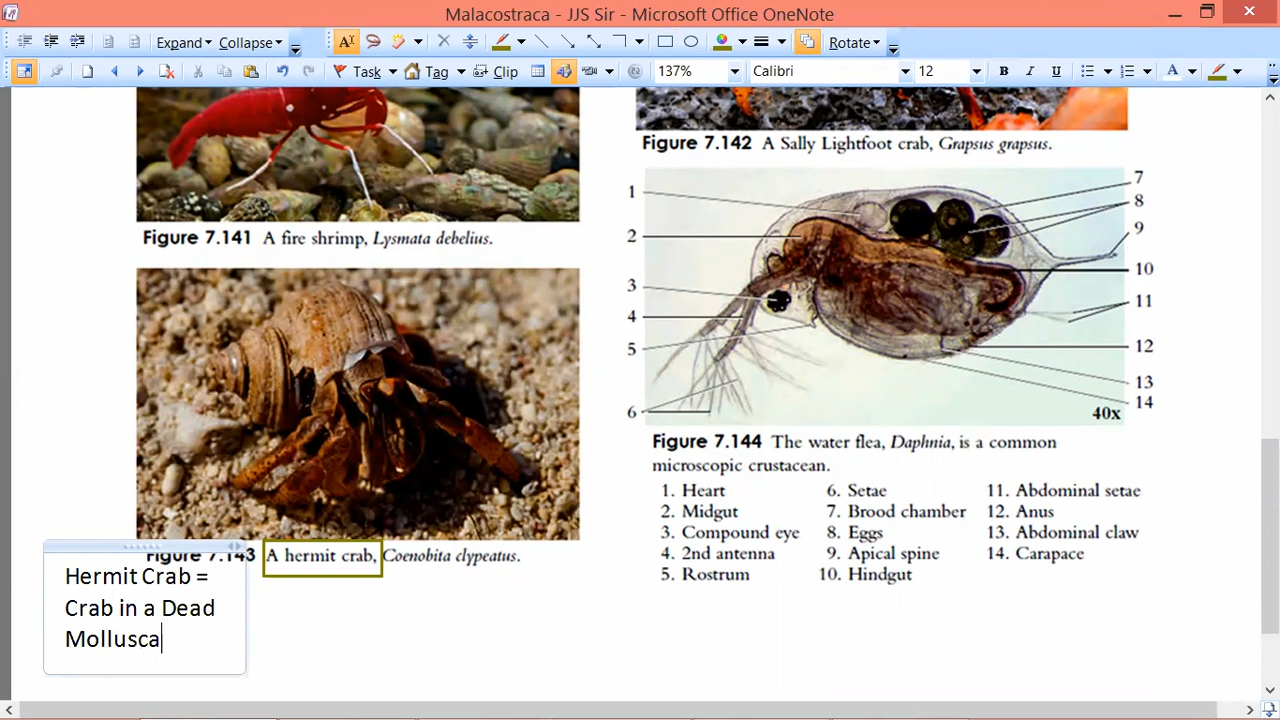 Malacostraca - JJS Sir - Microsoft Office OneNote
Expand Collapse Rotate
Task Tag Clip 137% Calibri 12 B I U A
Figure 7.141 A fire shrimp, Lysmata debelius.
Figure 7.143 A hermit crab, Coenobita clypeatus.
Hermit Crab =
Crab in a Dead
Mollusca
Figure 7.142 A Sally Lightfoot crab, Grapsus grapsus.
1
2
3
4
5
6
7
8
9
10
11
12
13
14
40x
Figure 7.144 The water flea, Daphnia, is a common
microscopic crustacean.
1. Heart
2. Midgut
3. Compound eye
4. 2nd antenna
5. Rostrum
6. Setae
7. Brood chamber
8. Eggs
9. Apical spine
10. Hindgut
11. Abdominal setae
12. Anus
13. Abdominal claw
14. Carapace